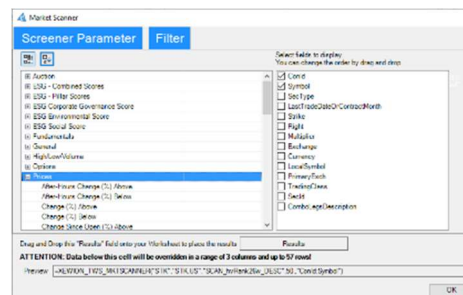 Market Scanner
Screener Parameter Filter
Select fields to display
You can change the order by drag and drop
Auction
ESG - Combined Scores
ESG - Pillar Scores
ESG Corporate Governance Score
ESG Environmental Score
ESG Social Score
Fundamentals
General
High/Low/Volume
Options
Prices
After-Hours Change (%) Above
After-Hours Change (%) Below
Change (%) Above
Change (%) Below
Change Since Open (%) Above
Conid
Symbol
SecType
LastTradeDateOrContractMonth
Strike
Right
Multiplier
Exchange
Currency
LocalSymbol
PrimaryExch
TradingClass
SecId
ComboLegsDescription
Drag and Drop this "Results" field onto your Worksheet to place the results
Results
ATTENTION: Data below this cell will be overridden in a range of 3 columns and up to 57 rows!
Preview
OK